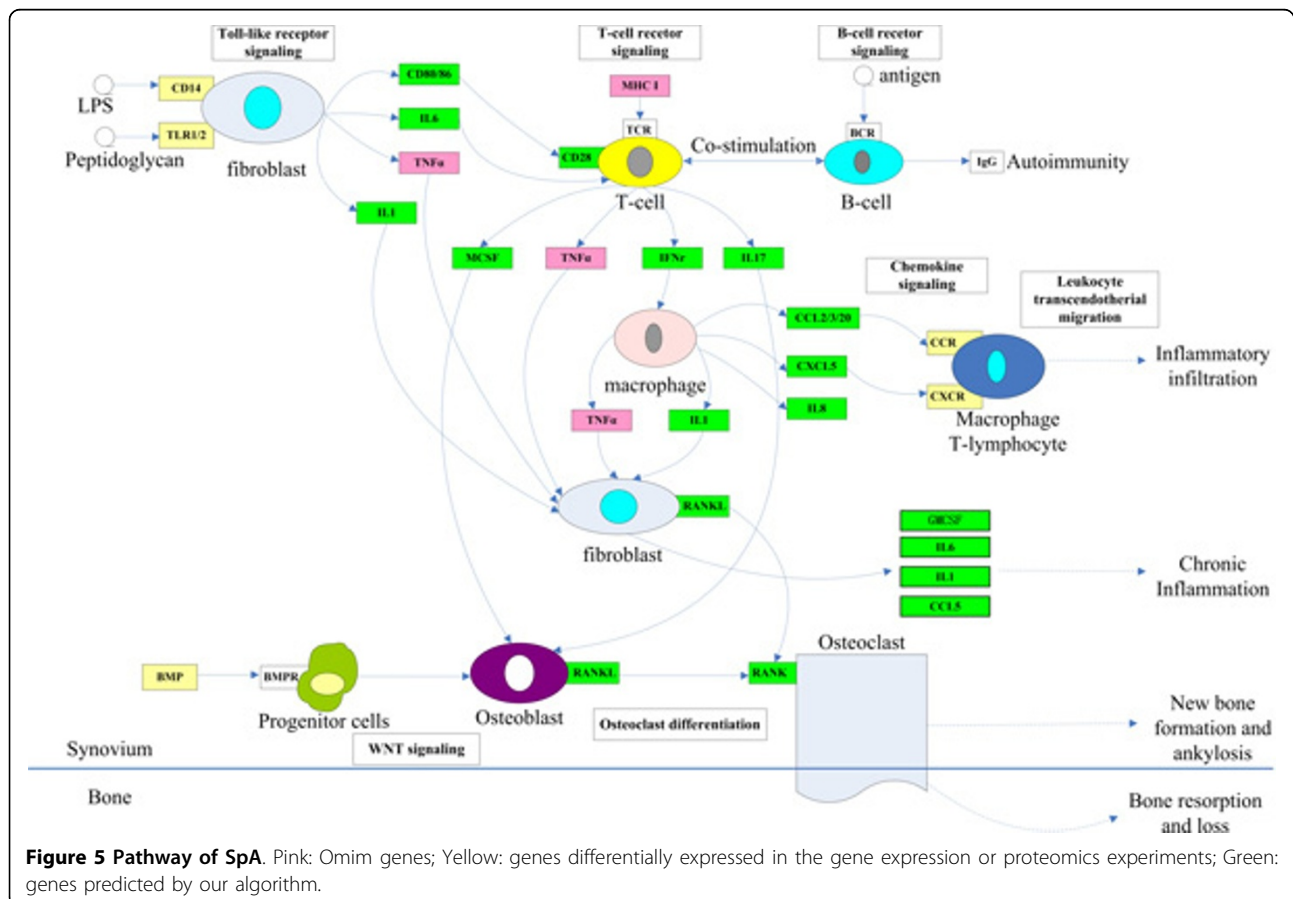 Toll-like receptor
signaling
T-cell recetor
signaling
B-cell recetor
signaling
LPS
CD14
Peptidoglycan
TLR1/2
fibroblast
CD80/86
IL6
TNFα
IL1
MHC I
TCR
CD28
T-cell
Co-stimulation
antigen
BCR
B-cell
IgG
Autoimmunity
MCSF
TNFα
IFNr
IL17
macrophage
TNFα
IL1
CCL2/3/20
CXCL5
IL8
Chemokine
signaling
Leukocyte
transcendotherial
migration
CCR
CXCR
Macrophage
T-lymphocyte
Inflammatory
infiltration
fibroblast
RANKL
GMCSF
IL6
IL1
CCL5
Chronic
Inflammation
BMP
BMPR
Progenitor cells
WNT signaling
Osteoblast
RANKL
Osteoclast differentiation
RANK
Osteoclast
New bone
formation and
ankylosis
Synovium
Bone
Bone resorption
and loss
Figure 5 Pathway of SpA. Pink: Omim genes; Yellow: genes differentially expressed in the gene expression or proteomics experiments; Green:
genes predicted by our algorithm.